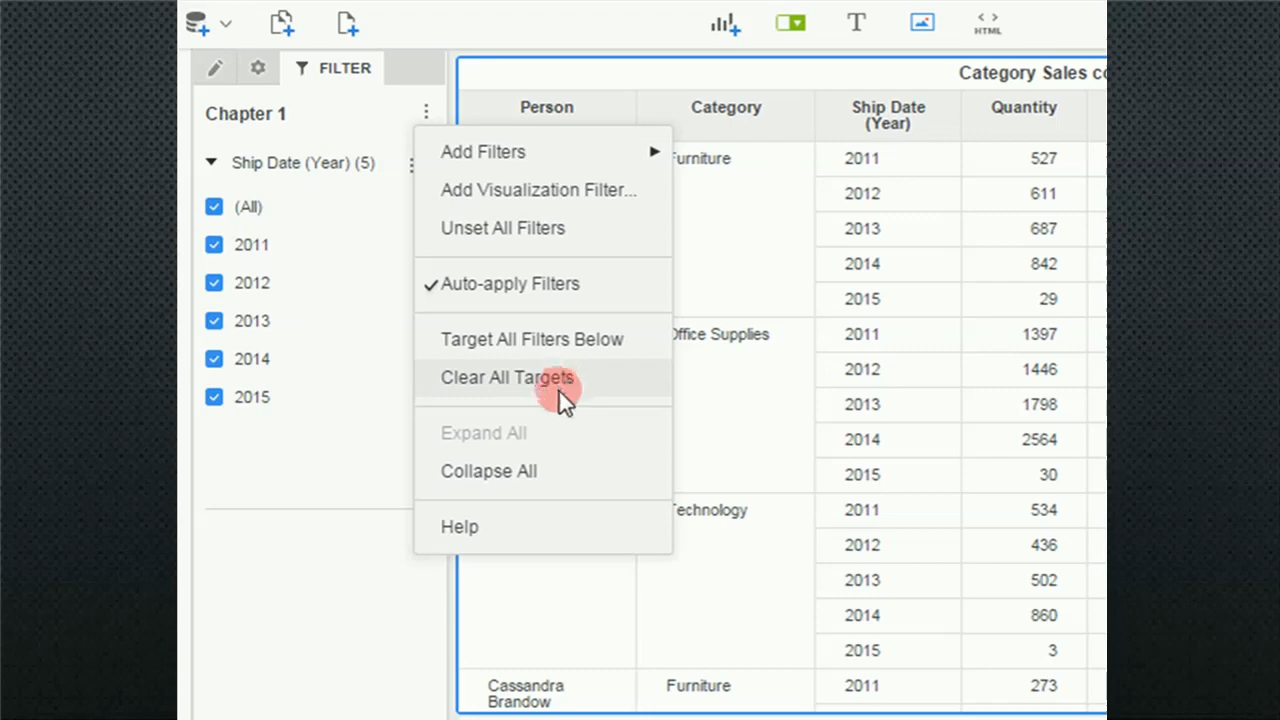 T
< >
HTML
FILTER
Chapter 1
Ship Date (Year) (5)
(All)
2011
2012
2013
2014
2015
Add Filters
Add Visualization Filter...
Unset All Filters
Auto-apply Filters
Target All Filters Below
Clear All Targets
Expand All
Collapse All
Help
Category Sales co
Person Category Ship Date Quantity
(Year)
urniture 2011 527
2012 611
2013 687
2014 842
2015 29
Office Supplies 2011 1397
2012 1446
2013 1798
2014 2564
2015 30
Technology 2011 534
2012 436
2013 502
2014 860
2015 3
Cassandra Furniture 2011 273
Brandow